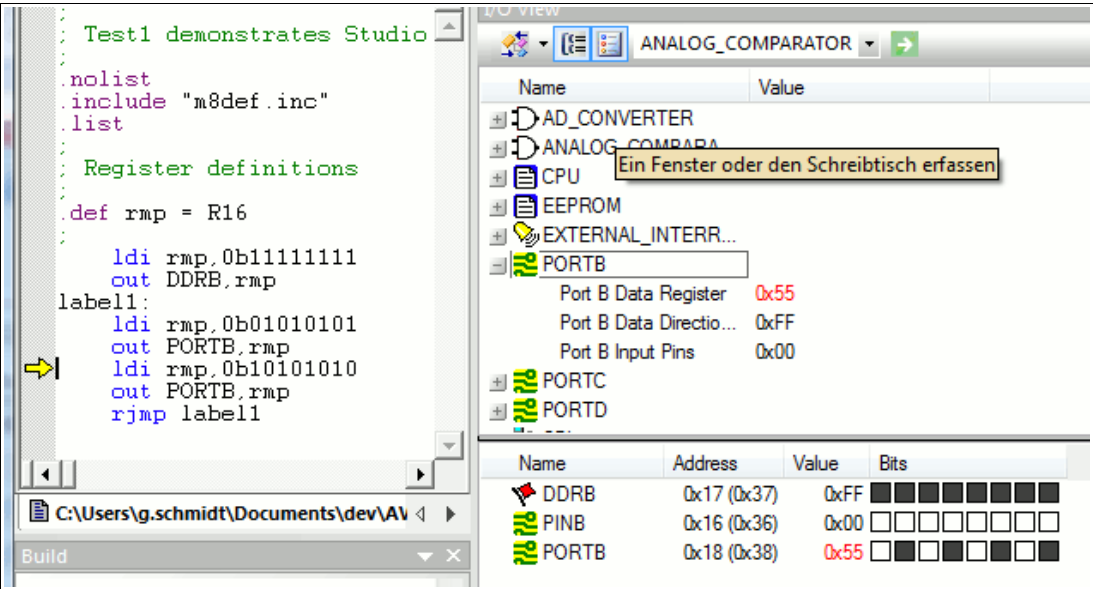 ;
;  Test1 demonstrates Studio
;
.nolist
.include "m8def.inc"
.list
;
;  Register definitions
;
.def rmp = R16
;
ldi rmp,0b11111111
out DDRB,rmp
label1:
ldi rmp,0b01010101
out PORTB,rmp
ldi rmp,0b10101010
out PORTB,rmp
rjmp label1
C:\Users\g.schmidt\Documents\dev\AV
Build
I/O View
ANALOG_COMPARATOR
Name Value
AD_CONVERTER
ANALOG_COMPARA
Ein Fenster oder den Schreibtisch erfassen
CPU
EEPROM
EXTERNAL_INTERR...
PORTB
Port B Data Register 0x55
Port B Data Directio... 0xFF
Port B Input Pins 0x00
PORTC
PORTD
Name Address Value Bits
DDRB 0x17 (0x37) 0xFF
PINB 0x16 (0x36) 0x00
PORTB 0x18 (0x38) 0x55